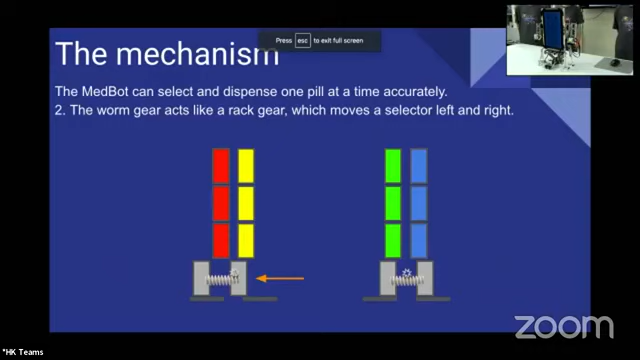 Press esc to exit full screen
The mechanism
The MedBot can select and dispense one pill at a time accurately.
2. The worm gear acts like a rack gear, which moves a selector left and right.
zoom
"HK Teams